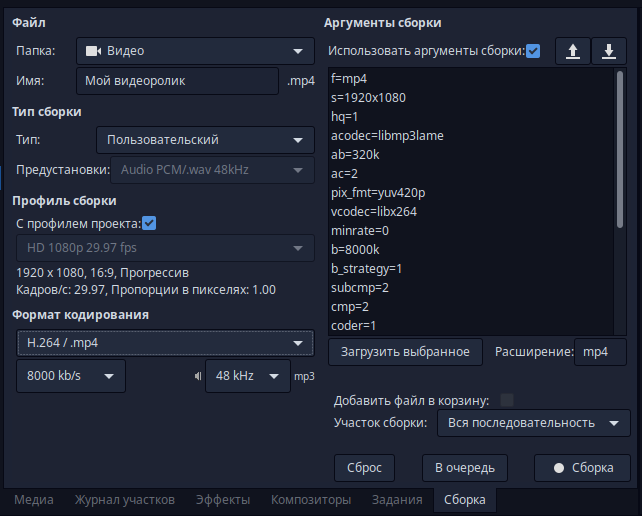 Файл
Папка: Видео
Имя: Мой видеоролик .mp4
Тип сборки
Тип: Пользовательский
Предустановки: Audio PCM/.wav 48kHz
Профиль сборки
С профилем проекта:
HD 1080p 29.97 fps
1920 x 1080, 16:9, Прогрессив
Кадров/с: 29.97, Пропорции в пикселях: 1.00
Формат кодирования
H.264 / .mp4
8000 kb/s 48 kHz mp3
Аргументы сборки
Использовать аргументы сборки:
f=mp4
s=1920x1080
hq=1
acodec=libmp3lame
ab=320k
ac=2
pix_fmt=yuv420p
vcodec=libx264
minrate=0
b=8000k
b_strategy=1
subcmp=2
cmp=2
coder=1
Загрузить выбранное Расширение: mp4
Добавить файл в корзину:
Участок сборки: Вся последовательность
Сброс В очередь Сборка
Медиа Журнал участков Эффекты Композиторы Задания Сборка